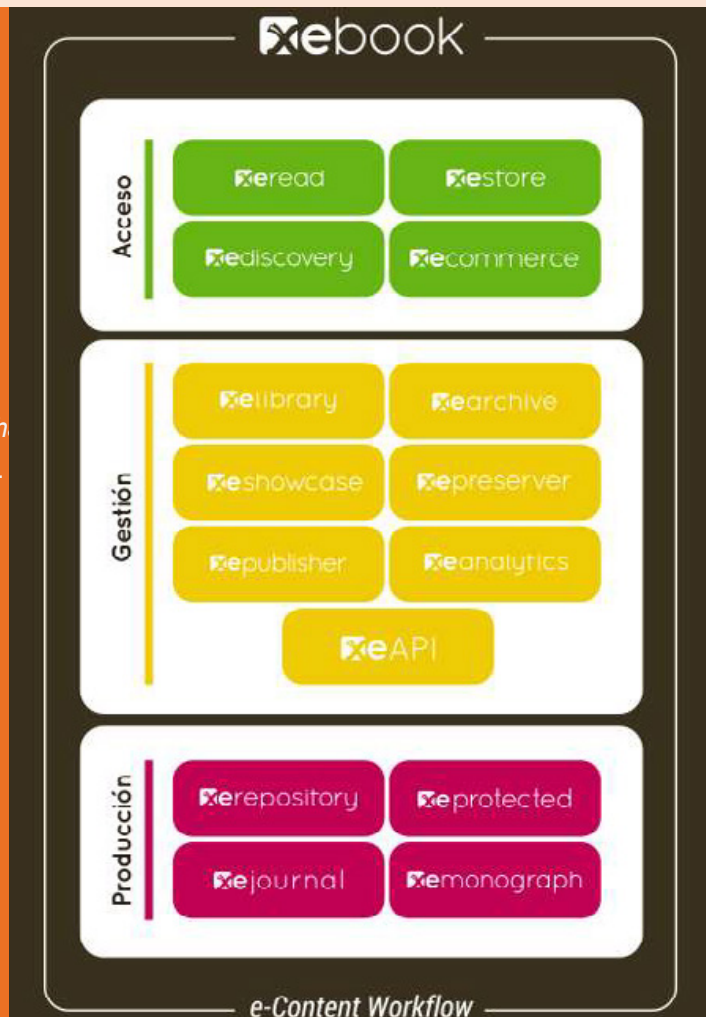 xebook
Acceso
xeread
xestore
xediscovery
xecommerce
Gestión
xelibrary
xearchive
xeshowcase
xepreserver
xepublisher
xeanalytics
xeAPI
Producción
xerepository
xeprotected
xejournal
xemonograph
e-Content Workflow